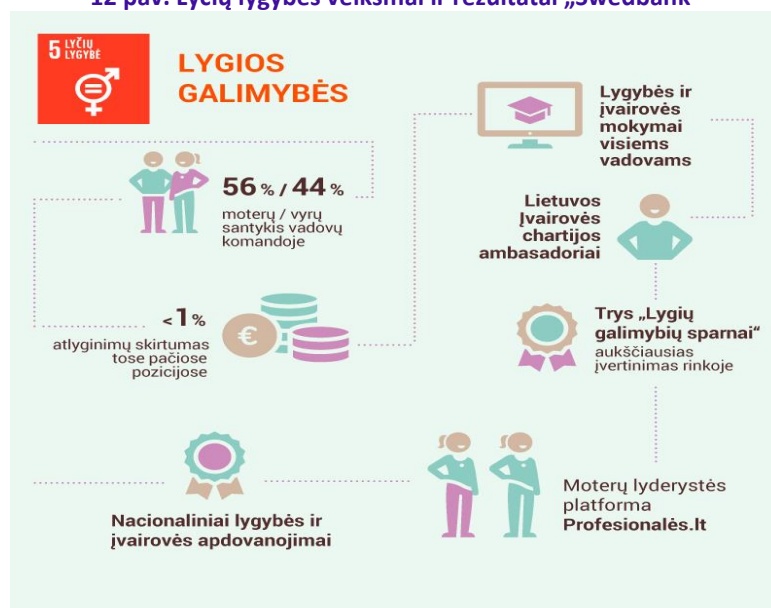 12 pav. Lyčių lygybės veiksmai ir rezultatai „Swedbank“
5 LYČIŲ
LYGYBĖ
LYGIOS
GALIMYBĖS
56 % / 44 %
moterų / vyrų
santykis vadovų
komandoje
<1%
atlyginimų skirtumas
tose pačiose
pozicijose
€
Lygybės ir
įvairovės
mokymai
visiems
vadovams
Lietuvos
Įvairovės
chartijos
ambasadoriai
Trys „Lygių
galimybių sparnai“
aukščiausias
įvertinimas rinkoje
Moterų lyderystės
platforma
Profesionalės.lt
Nacionaliniai lygybės ir
įvairovės apdovanojimai